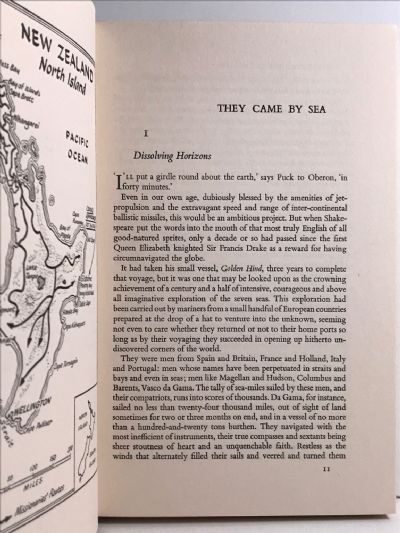 NEW ZEALAND
North Island
Bay of Islands
Whangarei
PACIFIC
OCEAN
WELLINGTON
Cape Palliser
50 100 150
MILES
Missionaries' Routes
THEY CAME BY SEA
I
Dissolving Horizons
'I'LL put a girdle round about the earth,' says Puck to Oberon, 'in
forty minutes.'
Even in our own age, dubiously blessed by the amenities of jet-
propulsion and the extravagant speed and range of inter-continental
ballistic missiles, this would be an ambitious project. But when Shake-
speare put the words into the mouth of that most truly English of all
good-natured sprites, only a decade or so had passed since the first
Queen Elizabeth knighted Sir Francis Drake as a reward for having
circumnavigated the globe.
It had taken his small vessel, Golden Hind, three years to complete
that voyage, but it was one that may be looked upon as the crowning
achievement of a century and a half of intensive, courageous and above
all imaginative exploration of the seven seas. This exploration had
been carried out by mariners from a small handful of European countries
prepared at the drop of a hat to venture into the unknown, seeming
not even to care whether they returned or not to their home ports so
long as by their voyaging they succeeded in opening up hitherto un-
discovered corners of the world.
They were men from Spain and Britain, France and Holland, Italy
and Portugal: men whose names have been perpetuated in straits and
bays and even in seas; men like Magellan and Hudson, Columbus and
Barents, Vasco da Gama. The tally of sea-miles sailed by these men, and
their compatriots, runs into scores of thousands. Da Gama, for instance,
sailed no less than twenty-four thousand miles, out of sight of land
sometimes for two or three months on end, and in a vessel of no more
than a hundred-and-twenty tons burthen. They navigated with the
most inefficient of instruments, their true compasses and sextants being
sheer stoutness of heart and an unquenchable faith. Restless as the
winds that alternately filled their sails and veered and turned them
11